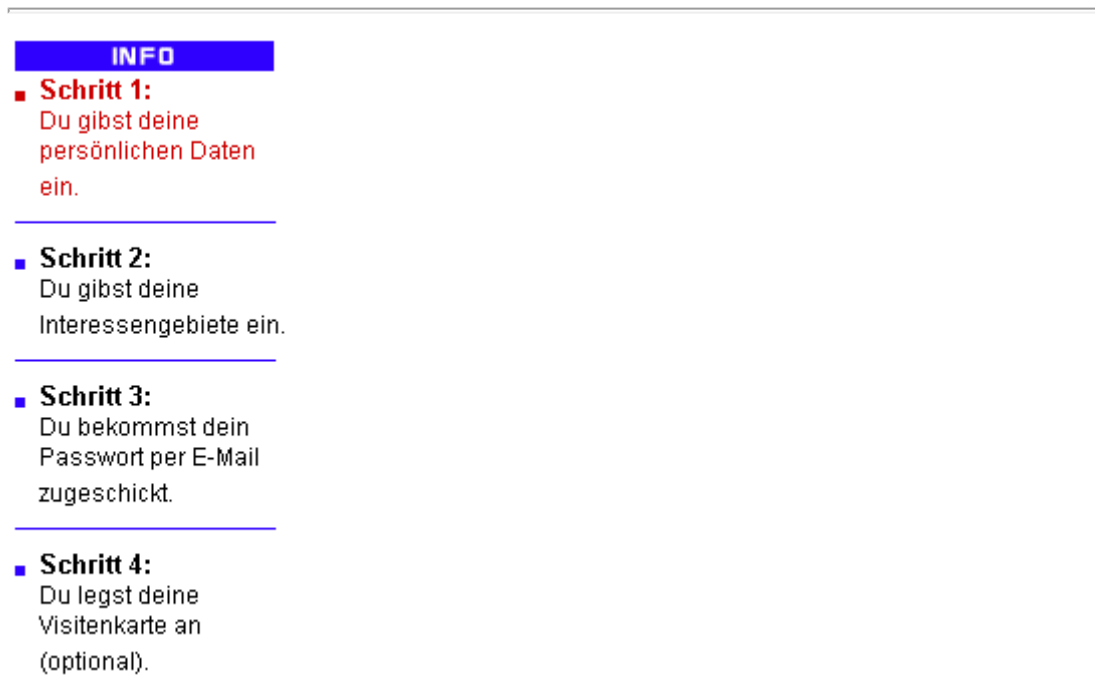 INFO
Schritt 1:
Du gibst deine
persönlichen Daten
ein.
Schritt 2:
Du gibst deine
Interessengebiete ein.
Schritt 3:
Du bekommst dein
Passwort per E-Mail
zugeschickt.
Schritt 4:
Du legst deine
Visitenkarte an
(optional).